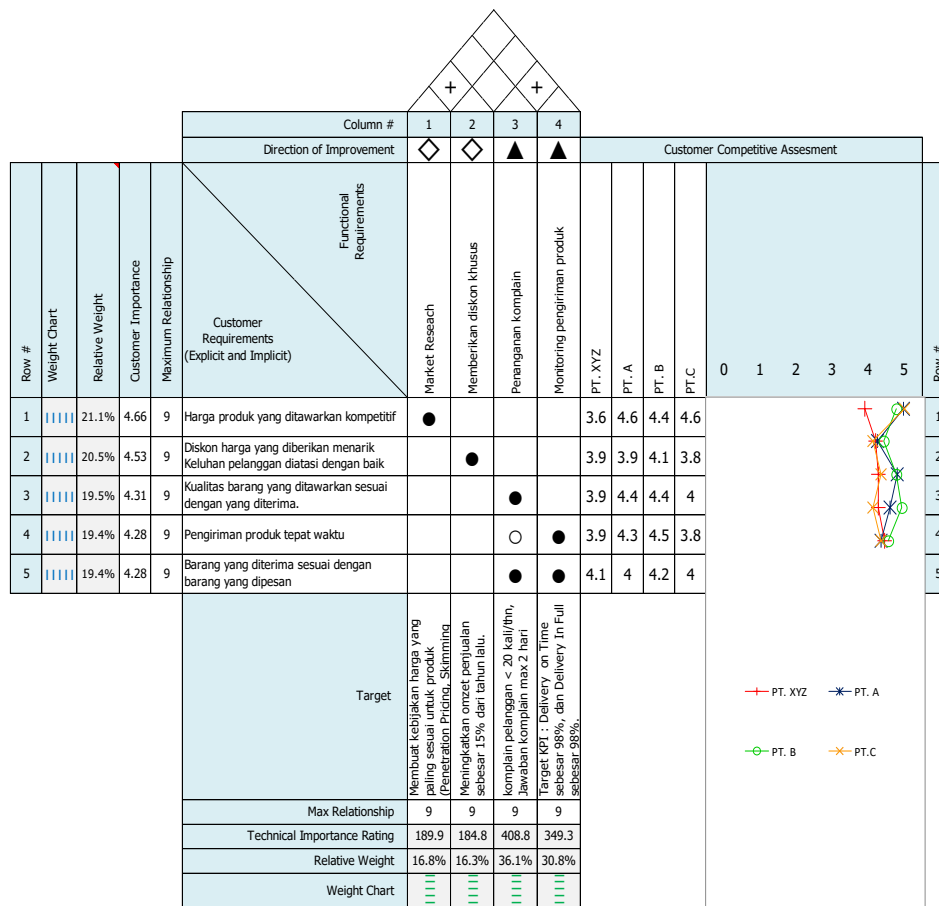 + +
Column # 1 2 3 4
Direction of Improvement
Customer Competitive Assesment
Row #
Weight Chart
Relative Weight
Customer Importance
Maximum Relationship
Functional
Requirements
Customer
Requirements
(Explicit and Implicit)
Market Reseach
Memberikan diskon khusus
Penanganan komplain
Monitoring pengiriman produk
PT. XYZ
PT. A
PT. B
PT.C
0 1 2 3 4 5
Row #
1 21.1% 4.66 9 Harga produk yang ditawarkan kompetitif 3.6 4.6 4.4 4.6 1
2 20.5% 4.53 9 Diskon harga yang diberikan menarik
Keluhan pelanggan diatasi dengan baik 3.9 3.9 4.1 3.8 2
3 19.5% 4.31 9 Kualitas barang yang ditawarkan sesuai
dengan yang diterima. 3.9 4.4 4.4 4 3
4 19.4% 4.28 9 Pengiriman produk tepat waktu 3.9 4.3 4.5 3.8 4
5 19.4% 4.28 9 Barang yang diterima sesuai dengan
barang yang dipesan 4.1 4 4.2 4 5
Target
Membuat kebijakan harga yang
paling sesuai untuk produk
(Penetration Pricing, Skimming
Meningkatkan omzet penjualan
sebesar 15% dari tahun lalu.
komplain pelanggan < 20 kali/thn,
Jawaban komplain max 2 hari
Target KPI : Delivery on Time
sebesar 98%, dan Delivery In Full
sebesar 98%.
PT. XYZ PT. A
PT. B PT.C
Max Relationship 9 9 9 9
Technical Importance Rating 189.9 184.8 408.8 349.3
Relative Weight 16.8% 16.3% 36.1% 30.8%
Weight Chart